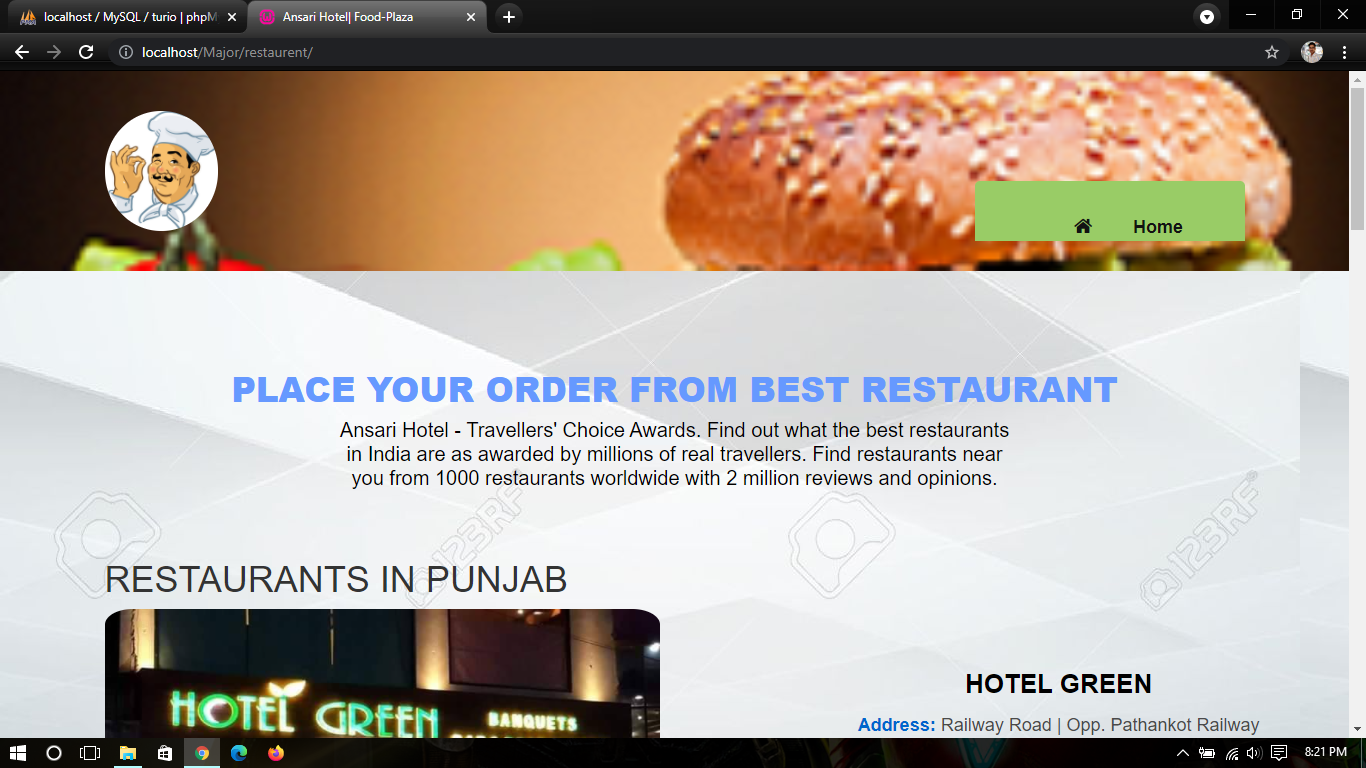 localhost / MySQL / turio | phpM
Ansari Hotel| Food-Plaza
localhost/Major/restaurent/
Home
PLACE YOUR ORDER FROM BEST RESTAURANT
Ansari Hotel - Travellers' Choice Awards. Find out what the best restaurants
in India are as awarded by millions of real travellers. Find restaurants near
you from 1000 restaurants worldwide with 2 million reviews and opinions.
123RF
123RF
RESTAURANTS IN PUNJAB
HOTEL GREEN
BANQUETS
HOTEL GREEN
Address: Railway Road | Opp. Pathankot Railway
8:21 PM